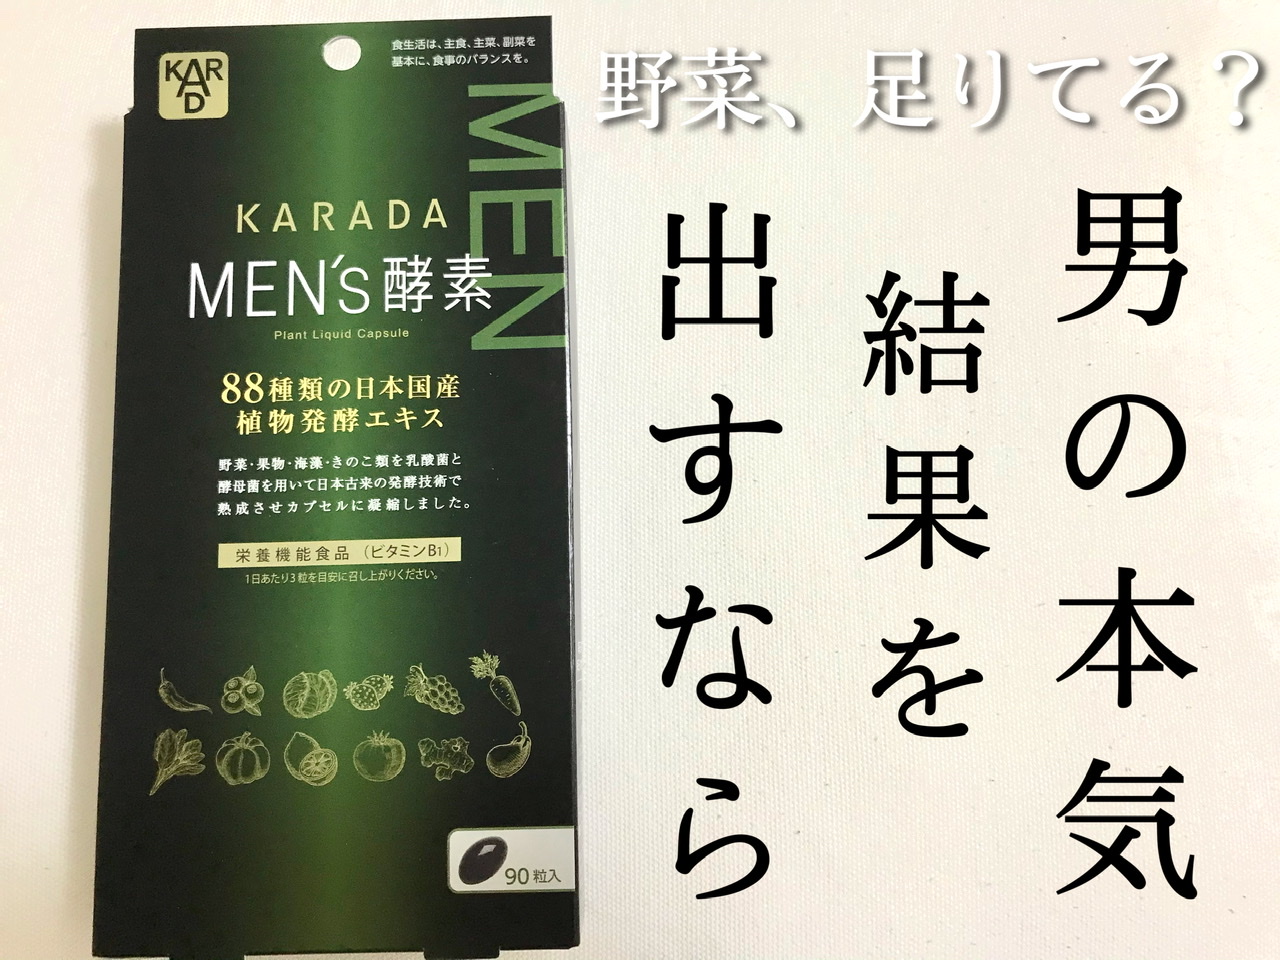 野菜、足りてる？
男の本気
結果を
出すなら
KARAD
食生活は、主食、主菜、副菜を
基本に、食事のバランスを。
MEN
KARADA
MEN's酵素
Plant Liquid Capsule
88種類の日本国産
植物発酵エキス
野菜・果物・海藻・きのこ類を乳酸菌と
酵母菌を用いて日本古来の発酵技術で
熟成させカプセルに凝縮しました。
栄養機能食品（ビタミンB1）
1日あたり3粒を目安に召し上がりください。
90粒入